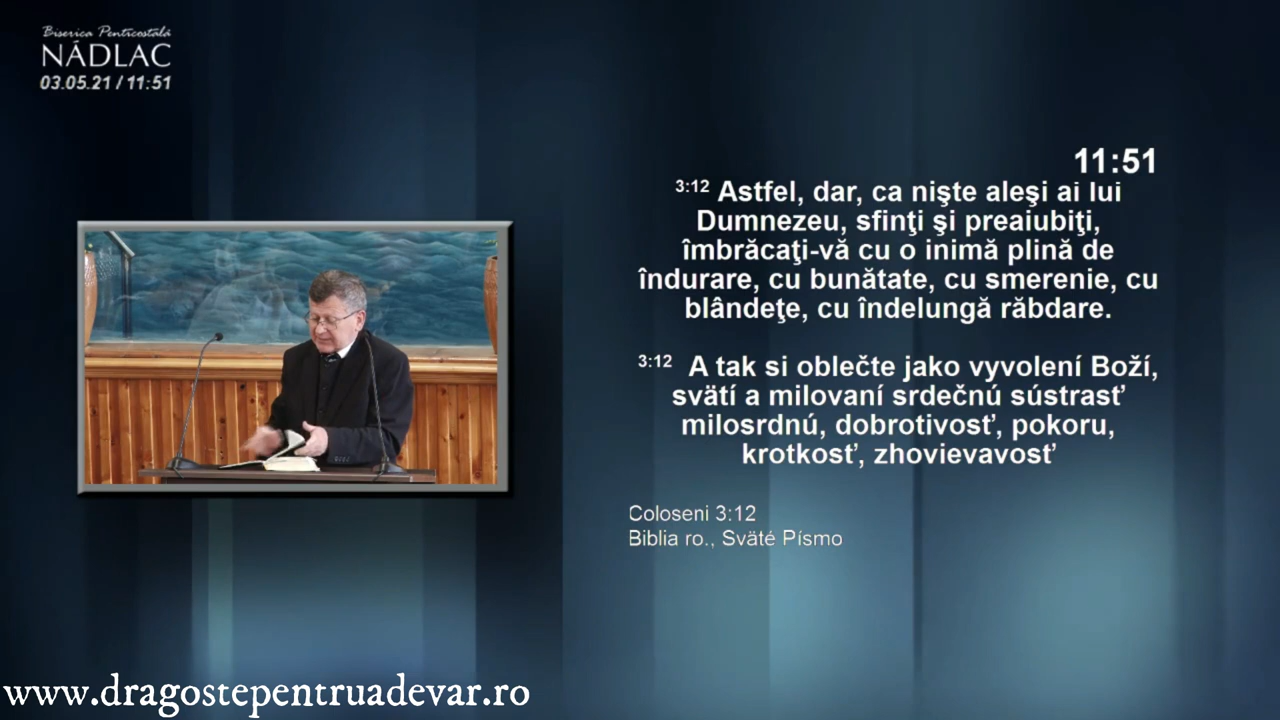 Biserica Penticostală
NĂDLAC
03.05.21 / 11:51
11:51
3:12 Astfel, dar, ca nişte aleşi ai lui
Dumnezeu, sfinţi şi preaiubiţi,
îmbrăcaţi-vă cu o inimă plină de
îndurare, cu bunătate, cu smerenie, cu
blândeţe, cu îndelungă răbdare.
3:12 A tak si oblečte jako vyvolení Boží,
svätí a milovaní srdečnú sústrasť
milosrdnú, dobrotivosť, pokoru,
krotkosť, zhovievavosť
Coloseni 3:12
Biblia ro., Sväté Písmo
www.dragostepentruadevar.ro